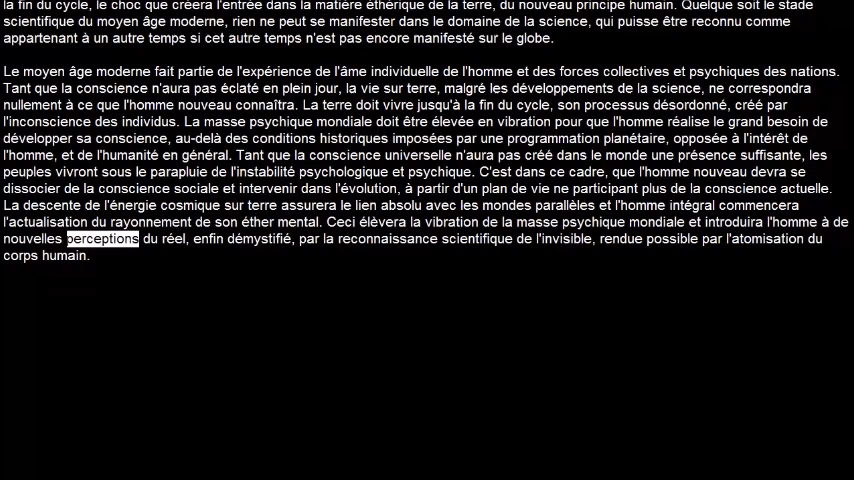 la fin du cycle, le choc que créera l'entrée dans la matière éthérique de la terre, du nouveau principe humain. Quelque soit le stade
scientifique du moyen âge moderne, rien ne peut se manifester dans le domaine de la science, qui puisse être reconnu comme
appartenant à un autre temps si cet autre temps n'est pas encore manifesté sur le globe.
Le moyen âge moderne fait partie de l'expérience de l'âme individuelle de l'homme et des forces collectives et psychiques des nations.
Tant que la conscience n'aura pas éclaté en plein jour, la vie sur terre, malgré les développements de la science, ne correspondra
nullement à ce que l'homme nouveau connaîtra. La terre doit vivre jusqu'à la fin du cycle, son processus désordonné, créé par
l'inconscience des individus. La masse psychique mondiale doit être élevée en vibration pour que l'homme réalise le grand besoin de
développer sa conscience, au-delà des conditions historiques imposées par une programmation planétaire, opposée à l'intérêt de
l'homme, et de l'humanité en général. Tant que la conscience universelle n'aura pas créé dans le monde une présence suffisante, les
peuples vivront sous le parapluie de l'instabilité psychologique et psychique. C'est dans ce cadre, que l'homme nouveau devra se
dissocier de la conscience sociale et intervenir dans l'évolution, à partir d'un plan de vie ne participant plus de la conscience actuelle.
La descente de l'énergie cosmique sur terre assurera le lien absolu avec les mondes parallèles et l'homme intégral commencera
l'actualisation du rayonnement de son éther mental. Ceci élèvera la vibration de la masse psychique mondiale et introduira l'homme à de
nouvelles perceptions du réel, enfin démystifié, par la reconnaissance scientifique de l'invisible, rendue possible par l'atomisation du
corps humain.